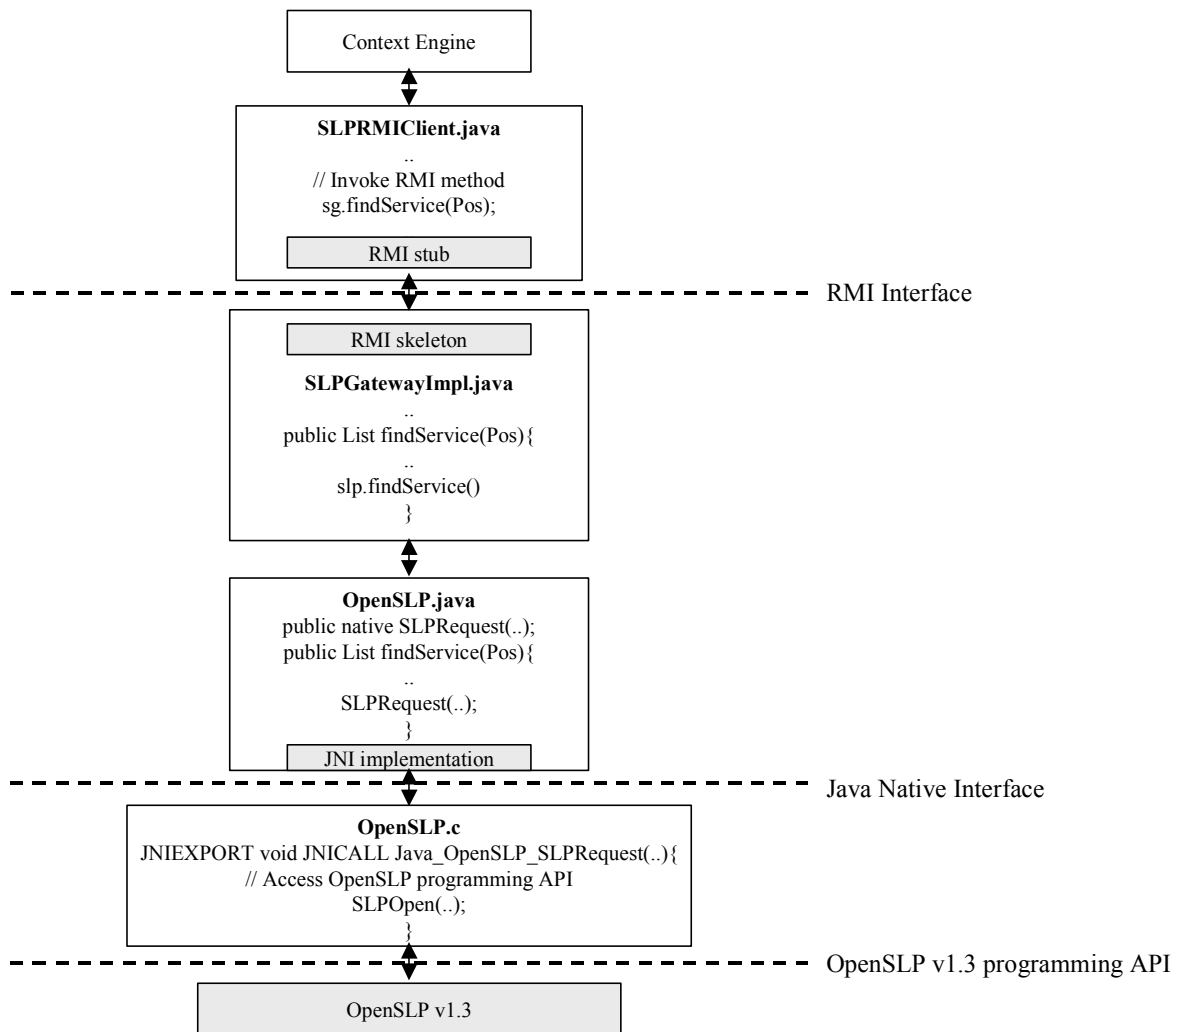 Context Engine
SLPRMIClient.java
..
// Invoke RMI method
sg.findService(Pos);
RMI stub
RMI Interface
RMI skeleton
SLPGatewayImpl.java
..
public List findService(Pos){
..
slp.findService()
}
OpenSLP.java
public native SLPRequest(..);
public List findService(Pos){
..
SLPRequest(..);
}
JNI implementation
Java Native Interface
OpenSLP.c
JNIEXPORT void JNICALL Java_OpenSLP_SLPRequest(..){
// Access OpenSLP programming API
SLPOpen(..);
}
OpenSLP v1.3 programming API
OpenSLP v1.3